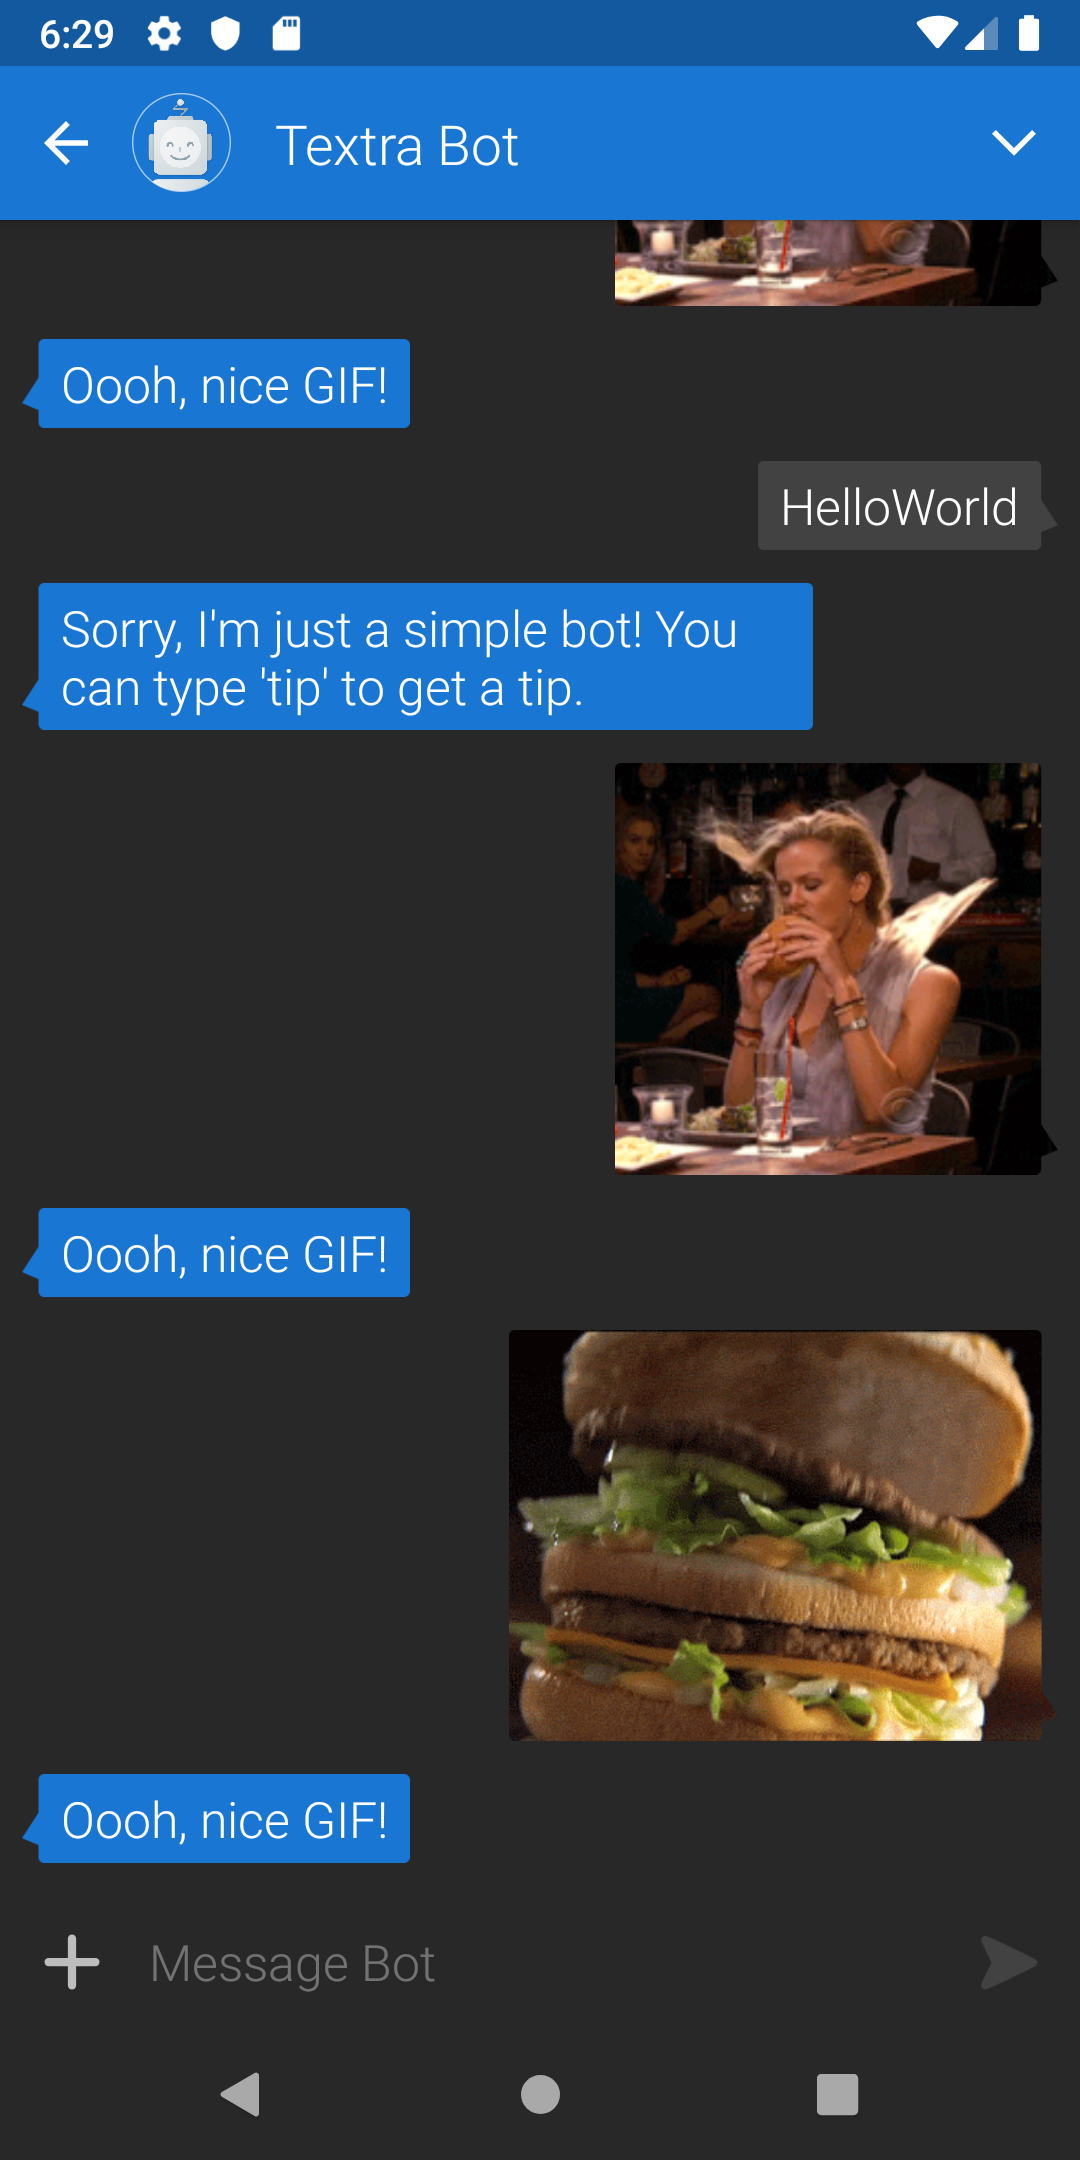 6:29
Textra Bot
Oooh, nice GIF!
HelloWorld
Sorry, I'm just a simple bot! You
can type 'tip' to get a tip.
Oooh, nice GIF!
Oooh, nice GIF!
Message Bot